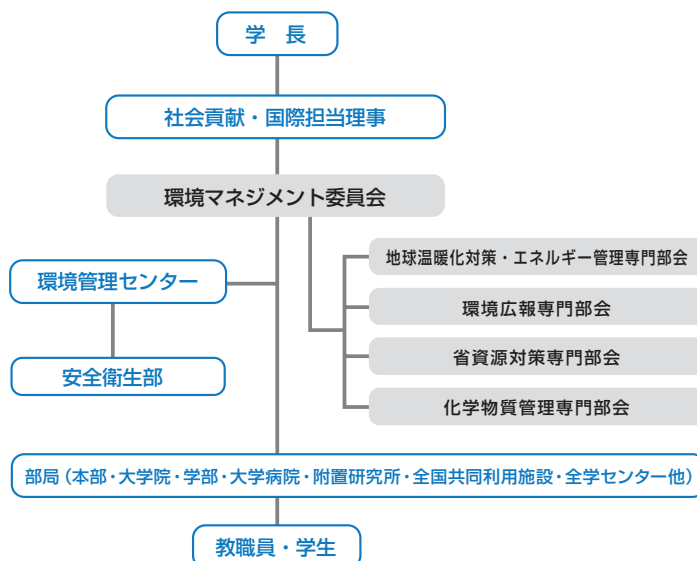 学 長
社会貢献・国際担当理事
環境マネジメント委員会
地球温暖化対策・エネルギー管理専門部会
環境管理センター
環境広報専門部会
省資源対策専門部会
安全衛生部
化学物質管理専門部会
部局（本部・大学院・学部・大学病院・附置研究所・全国共同利用施設・全学センター他）
教職員・学生